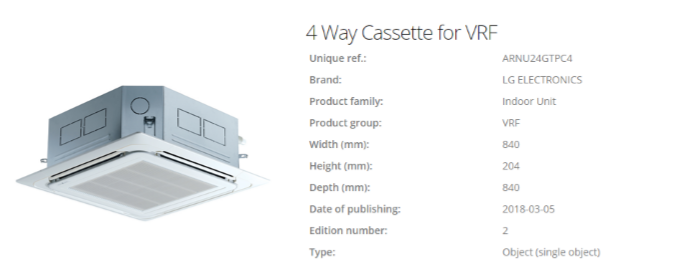 4 Way Cassette for VRF
Unique ref.: ARNU24GTPC4
Brand: LG ELECTRONICS
Product family: Indoor Unit
Product group: VRF
Width (mm): 840
Height (mm): 204
Depth (mm): 840
Date of publishing: 2018-03-05
Edition number: 2
Type: Object (single object)